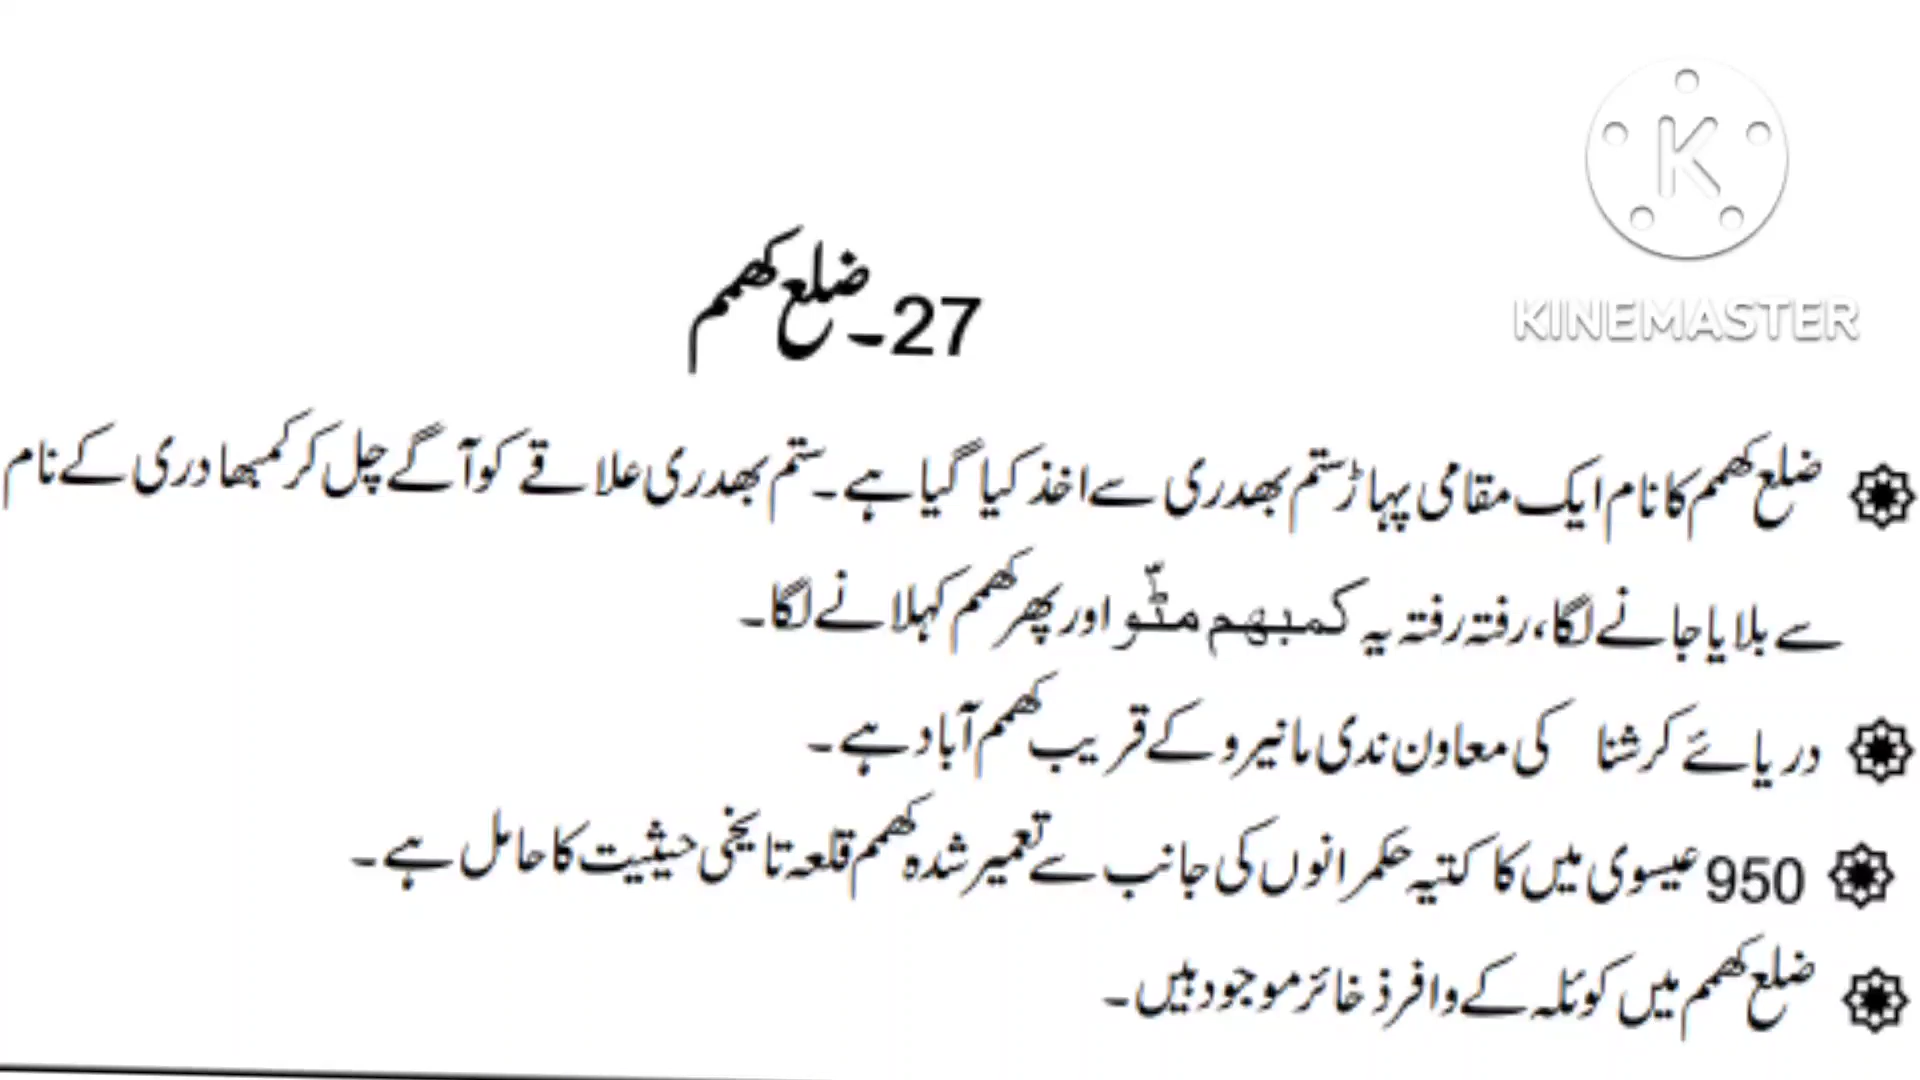 KINEMASTER
27۔ضلع کھمم
ضلع کھمم کا نام ایک مقامی پہاڑ ستم بھدری سے اخذ کیا گیا ہے۔ ستم بھدری علاقے کو آگے چل کر کمبھادری کے نام
سے بلایا جانے لگا، رفتہ رفتہ یہ کمبھم مٹّو اور پھر کھمم کہلانے لگا۔
دریائے کرشنا کی معاون ندی مانیرو کے قریب کھمم آباد ہے۔
950 عیسوی میں کا کتیہ حکمرانوں کی جانب سے تعمیر شدہ کھمم قلعہ تایخی حیثیت کا حامل ہے۔
ضلع کھمم میں کوئلہ کے وافر ذخائر موجود ہیں۔